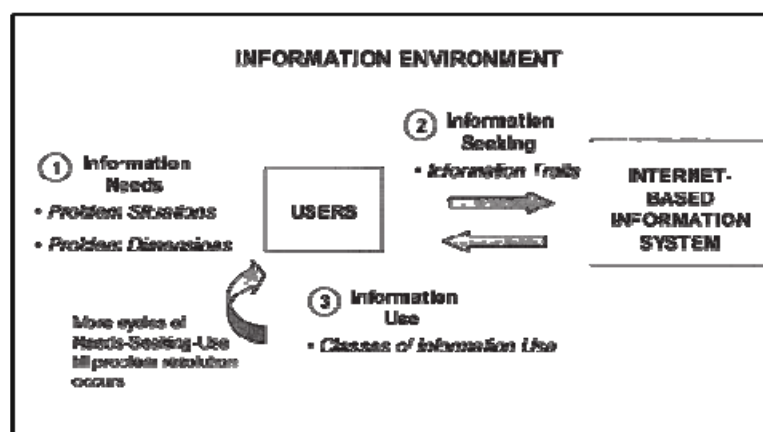 INFORMATION ENVIRONMENT
1 Information
Needs
• Problem Situations
• Problem Dimensions
USERS
2 Information
Seeking
• Information Traits
INTERNET-
BASED
INFORMATION
SYSTEM
3 Information
Use
• Classes of Information Use
More cycles of
Needs-Seeking-Use
till problem resolution
occurs